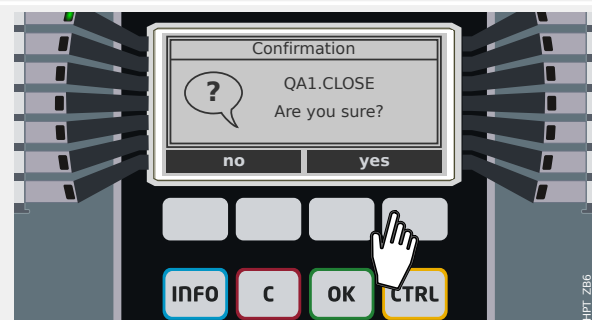 Confirmation
?
QA1.CLOSE
Are you sure?
no yes
INFO C OK CTRL
HPT_ZB6